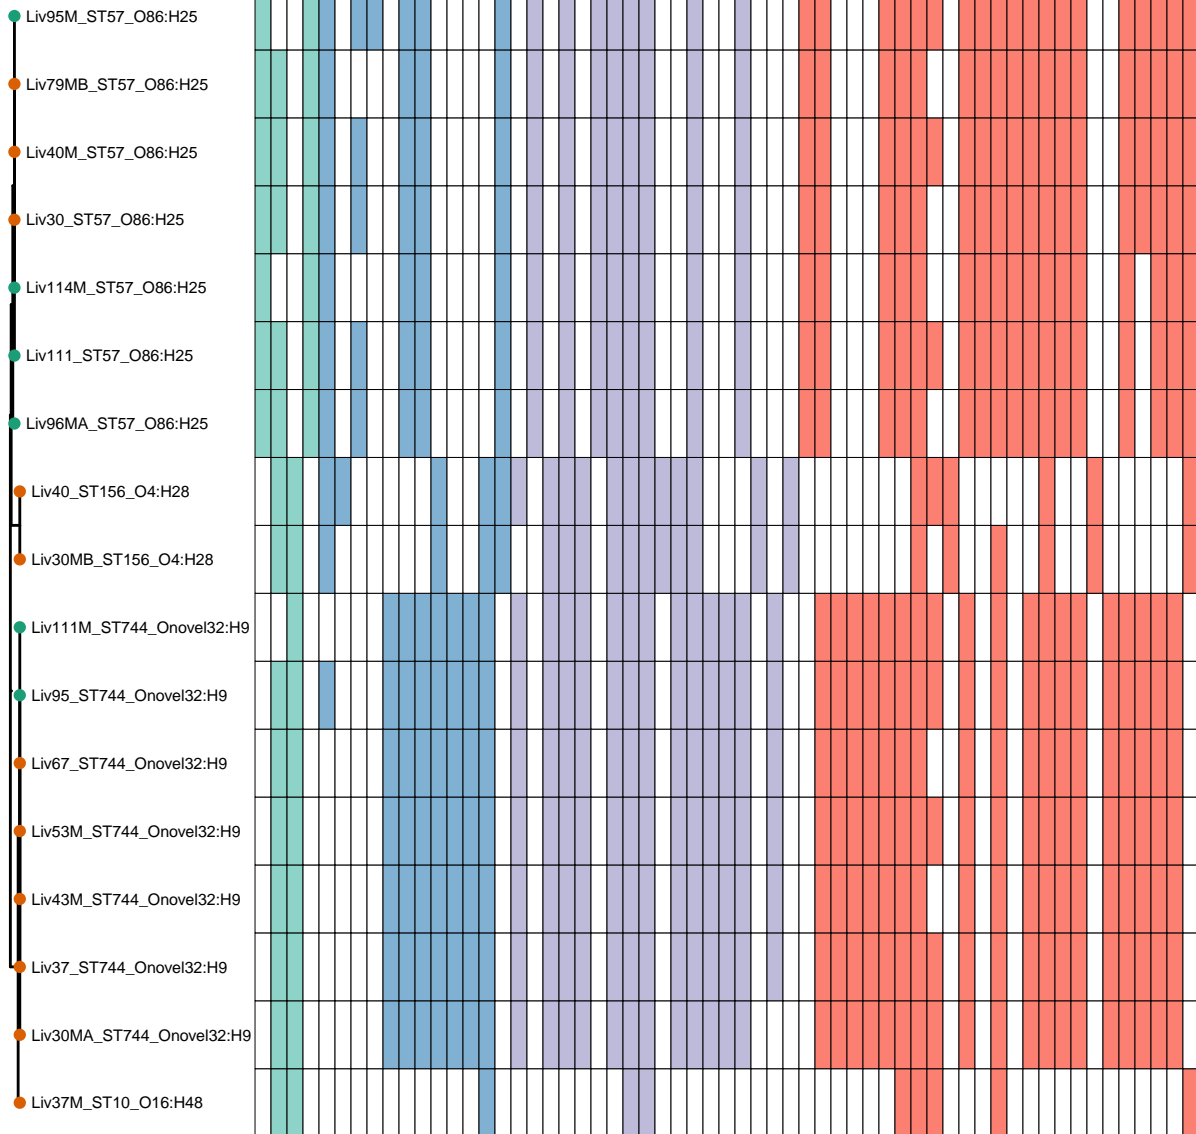 Liv95M_ST57_O86:H25
Liv79MB_ST57_O86:H25
Liv40M_ST57_O86:H25
Liv30_ST57_O86:H25
Liv114M_ST57_O86:H25
Liv111_ST57_O86:H25
Liv96MA_ST57_O86:H25
Liv40_ST156_O4:H28
Liv30MB_ST156_O4:H28
Liv111M_ST744_Onovel32:H9
Liv95_ST744_Onovel32:H9
Liv67_ST744_Onovel32:H9
Liv53M_ST744_Onovel32:H9
Liv43M_ST744_Onovel32:H9
Liv37_ST744_Onovel32:H9
Liv30MA_ST744_Onovel32:H9
Liv37M_ST10_O16:H48